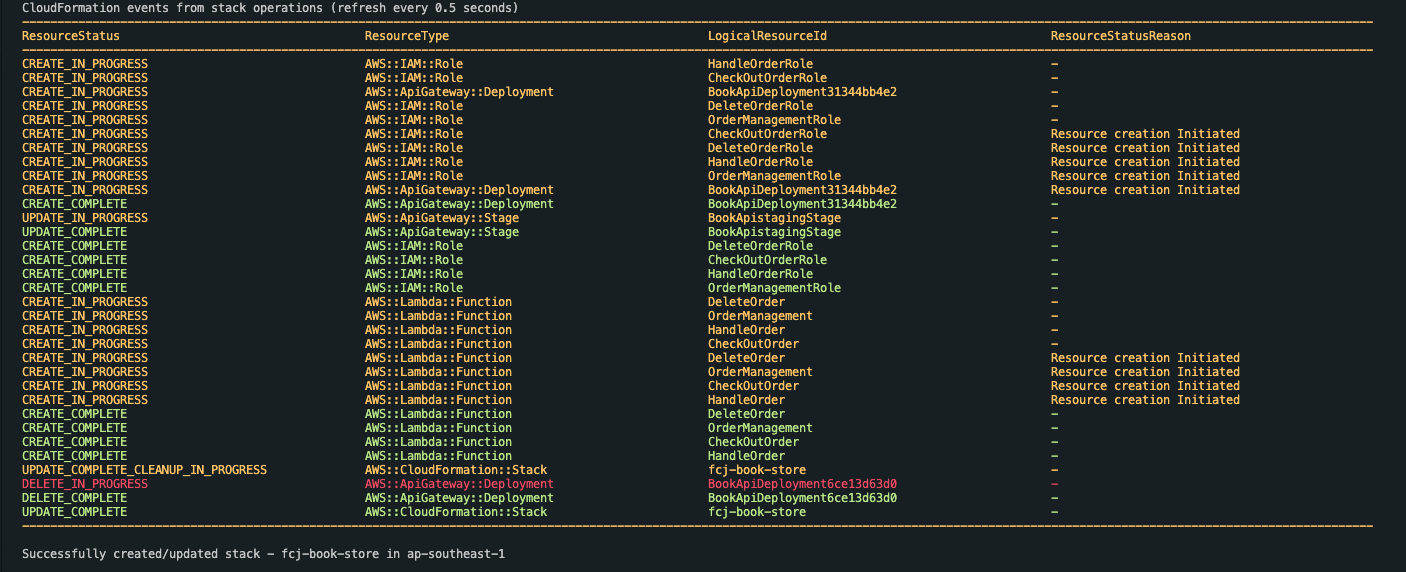 CloudFormation events from stack operations (refresh every 0.5 seconds)
ResourceStatus ResourceType LogicalResourceId ResourceStatusReason
CREATE_IN_PROGRESS AWS::IAM::Role HandleOrderRole -
CREATE_IN_PROGRESS AWS::IAM::Role CheckOutOrderRole -
CREATE_IN_PROGRESS AWS::ApiGateway::Deployment BookApiDeployment31344bb4e2 -
CREATE_IN_PROGRESS AWS::IAM::Role DeleteOrderRole -
CREATE_IN_PROGRESS AWS::IAM::Role OrderManagementRole -
CREATE_IN_PROGRESS AWS::IAM::Role CheckOutOrderRole Resource creation Initiated
CREATE_IN_PROGRESS AWS::IAM::Role DeleteOrderRole Resource creation Initiated
CREATE_IN_PROGRESS AWS::IAM::Role HandleOrderRole Resource creation Initiated
CREATE_IN_PROGRESS AWS::IAM::Role OrderManagementRole Resource creation Initiated
CREATE_IN_PROGRESS AWS::ApiGateway::Deployment BookApiDeployment31344bb4e2 Resource creation Initiated
CREATE_COMPLETE AWS::ApiGateway::Deployment BookApiDeployment31344bb4e2 -
UPDATE_IN_PROGRESS AWS::ApiGateway::Stage BookApistagingStage -
UPDATE_COMPLETE AWS::ApiGateway::Stage BookApistagingStage -
CREATE_COMPLETE AWS::IAM::Role DeleteOrderRole -
CREATE_COMPLETE AWS::IAM::Role CheckOutOrderRole -
CREATE_COMPLETE AWS::IAM::Role HandleOrderRole -
CREATE_COMPLETE AWS::IAM::Role OrderManagementRole -
CREATE_IN_PROGRESS AWS::Lambda::Function DeleteOrder -
CREATE_IN_PROGRESS AWS::Lambda::Function OrderManagement -
CREATE_IN_PROGRESS AWS::Lambda::Function HandleOrder -
CREATE_IN_PROGRESS AWS::Lambda::Function CheckOutOrder -
CREATE_IN_PROGRESS AWS::Lambda::Function DeleteOrder Resource creation Initiated
CREATE_IN_PROGRESS AWS::Lambda::Function OrderManagement Resource creation Initiated
CREATE_IN_PROGRESS AWS::Lambda::Function CheckOutOrder Resource creation Initiated
CREATE_IN_PROGRESS AWS::Lambda::Function HandleOrder Resource creation Initiated
CREATE_COMPLETE AWS::Lambda::Function DeleteOrder -
CREATE_COMPLETE AWS::Lambda::Function OrderManagement -
CREATE_COMPLETE AWS::Lambda::Function CheckOutOrder -
CREATE_COMPLETE AWS::Lambda::Function HandleOrder -
UPDATE_COMPLETE_CLEANUP_IN_PROGRESS AWS::CloudFormation::Stack fcj-book-store -
DELETE_IN_PROGRESS AWS::ApiGateway::Deployment BookApiDeployment6ce13d63d0 -
DELETE_COMPLETE AWS::ApiGateway::Deployment BookApiDeployment6ce13d63d0 -
UPDATE_COMPLETE AWS::CloudFormation::Stack fcj-book-store -
Successfully created/updated stack - fcj-book-store in ap-southeast-1